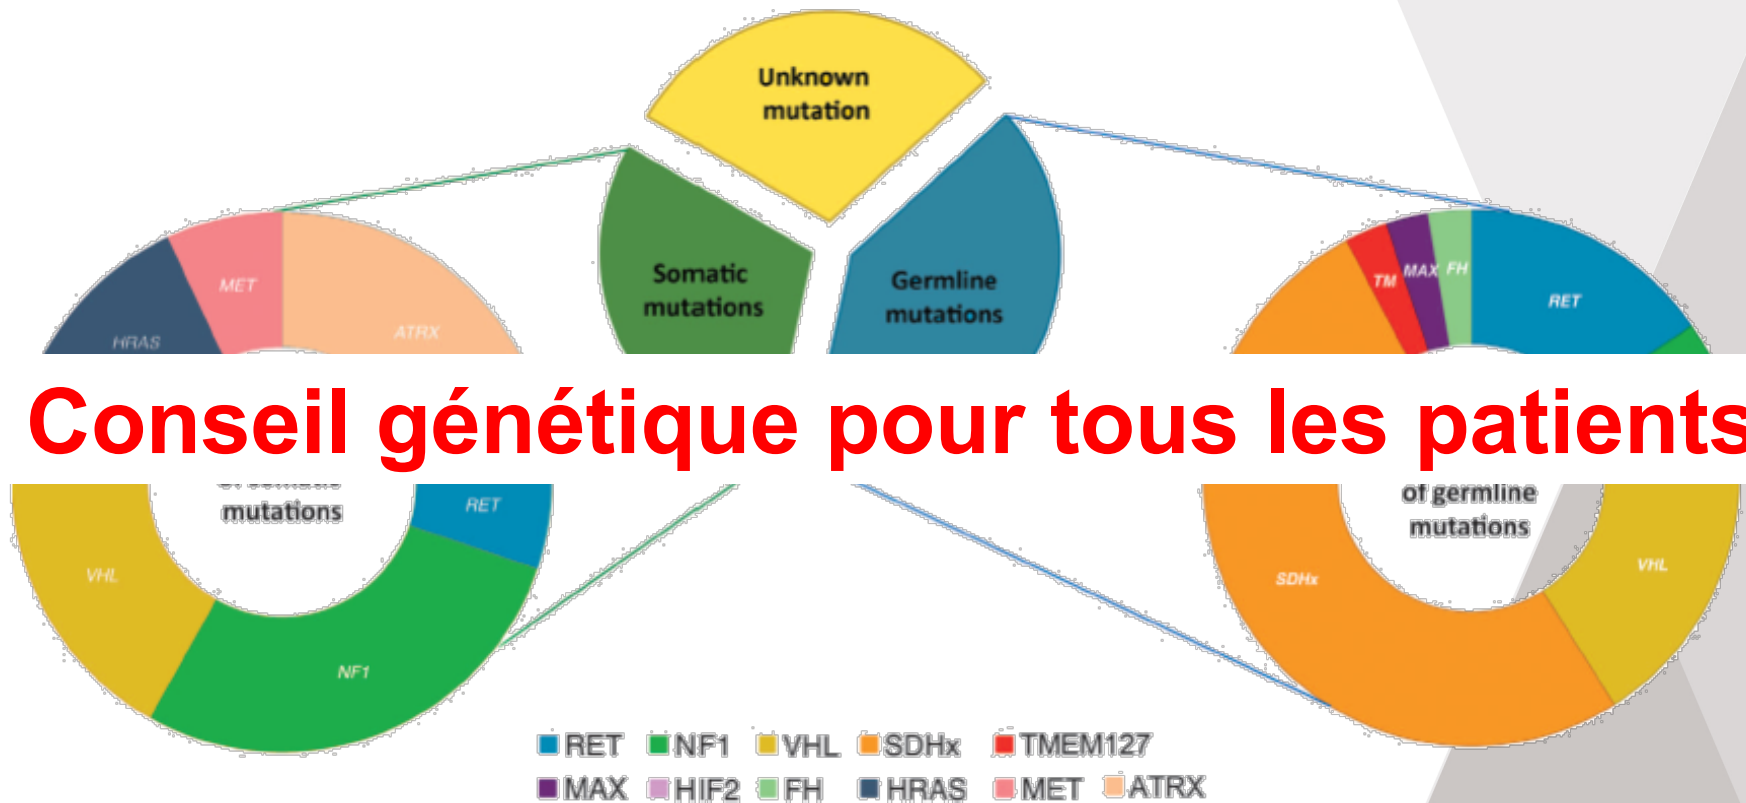 Unknown
mutation
Somatic
mutations
Germline
mutations
MET
HRAS
ATRX
TM
MAX
FH
RET
Conseil génétique pour tous les patients
mutations
RET
VHL
NF1
of germline
mutations
SDHx
VHL
RET NF1 VHL SDHx TMEM127
MAX HIF2 FH HRAS MET ATRX